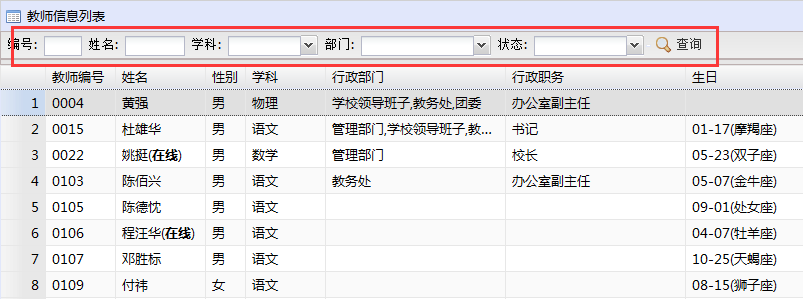 教师信息列表
编号: 姓名: 学科: 部门: 状态: 查询
教师编号 姓名 性别 学科 行政部门 行政职务 生日
1 0004 黄强 男 物理 学校领导班子,教务处,团委 办公室副主任
2 0015 杜雄华 男 语文 管理部门,学校领导班子,教... 书记 01-17(摩羯座)
3 0022 姚挺(在线) 男 数学 管理部门 校长 05-23(双子座)
4 0103 陈佰兴 男 语文 教务处 办公室副主任 05-07(金牛座)
5 0105 陈德忱 男 语文 09-01(处女座)
6 0106 程汪华(在线) 男 语文 04-07(牡羊座)
7 0107 邓胜标 男 语文 10-25(天蝎座)
8 0109 付祎 女 语文 08-15(狮子座)